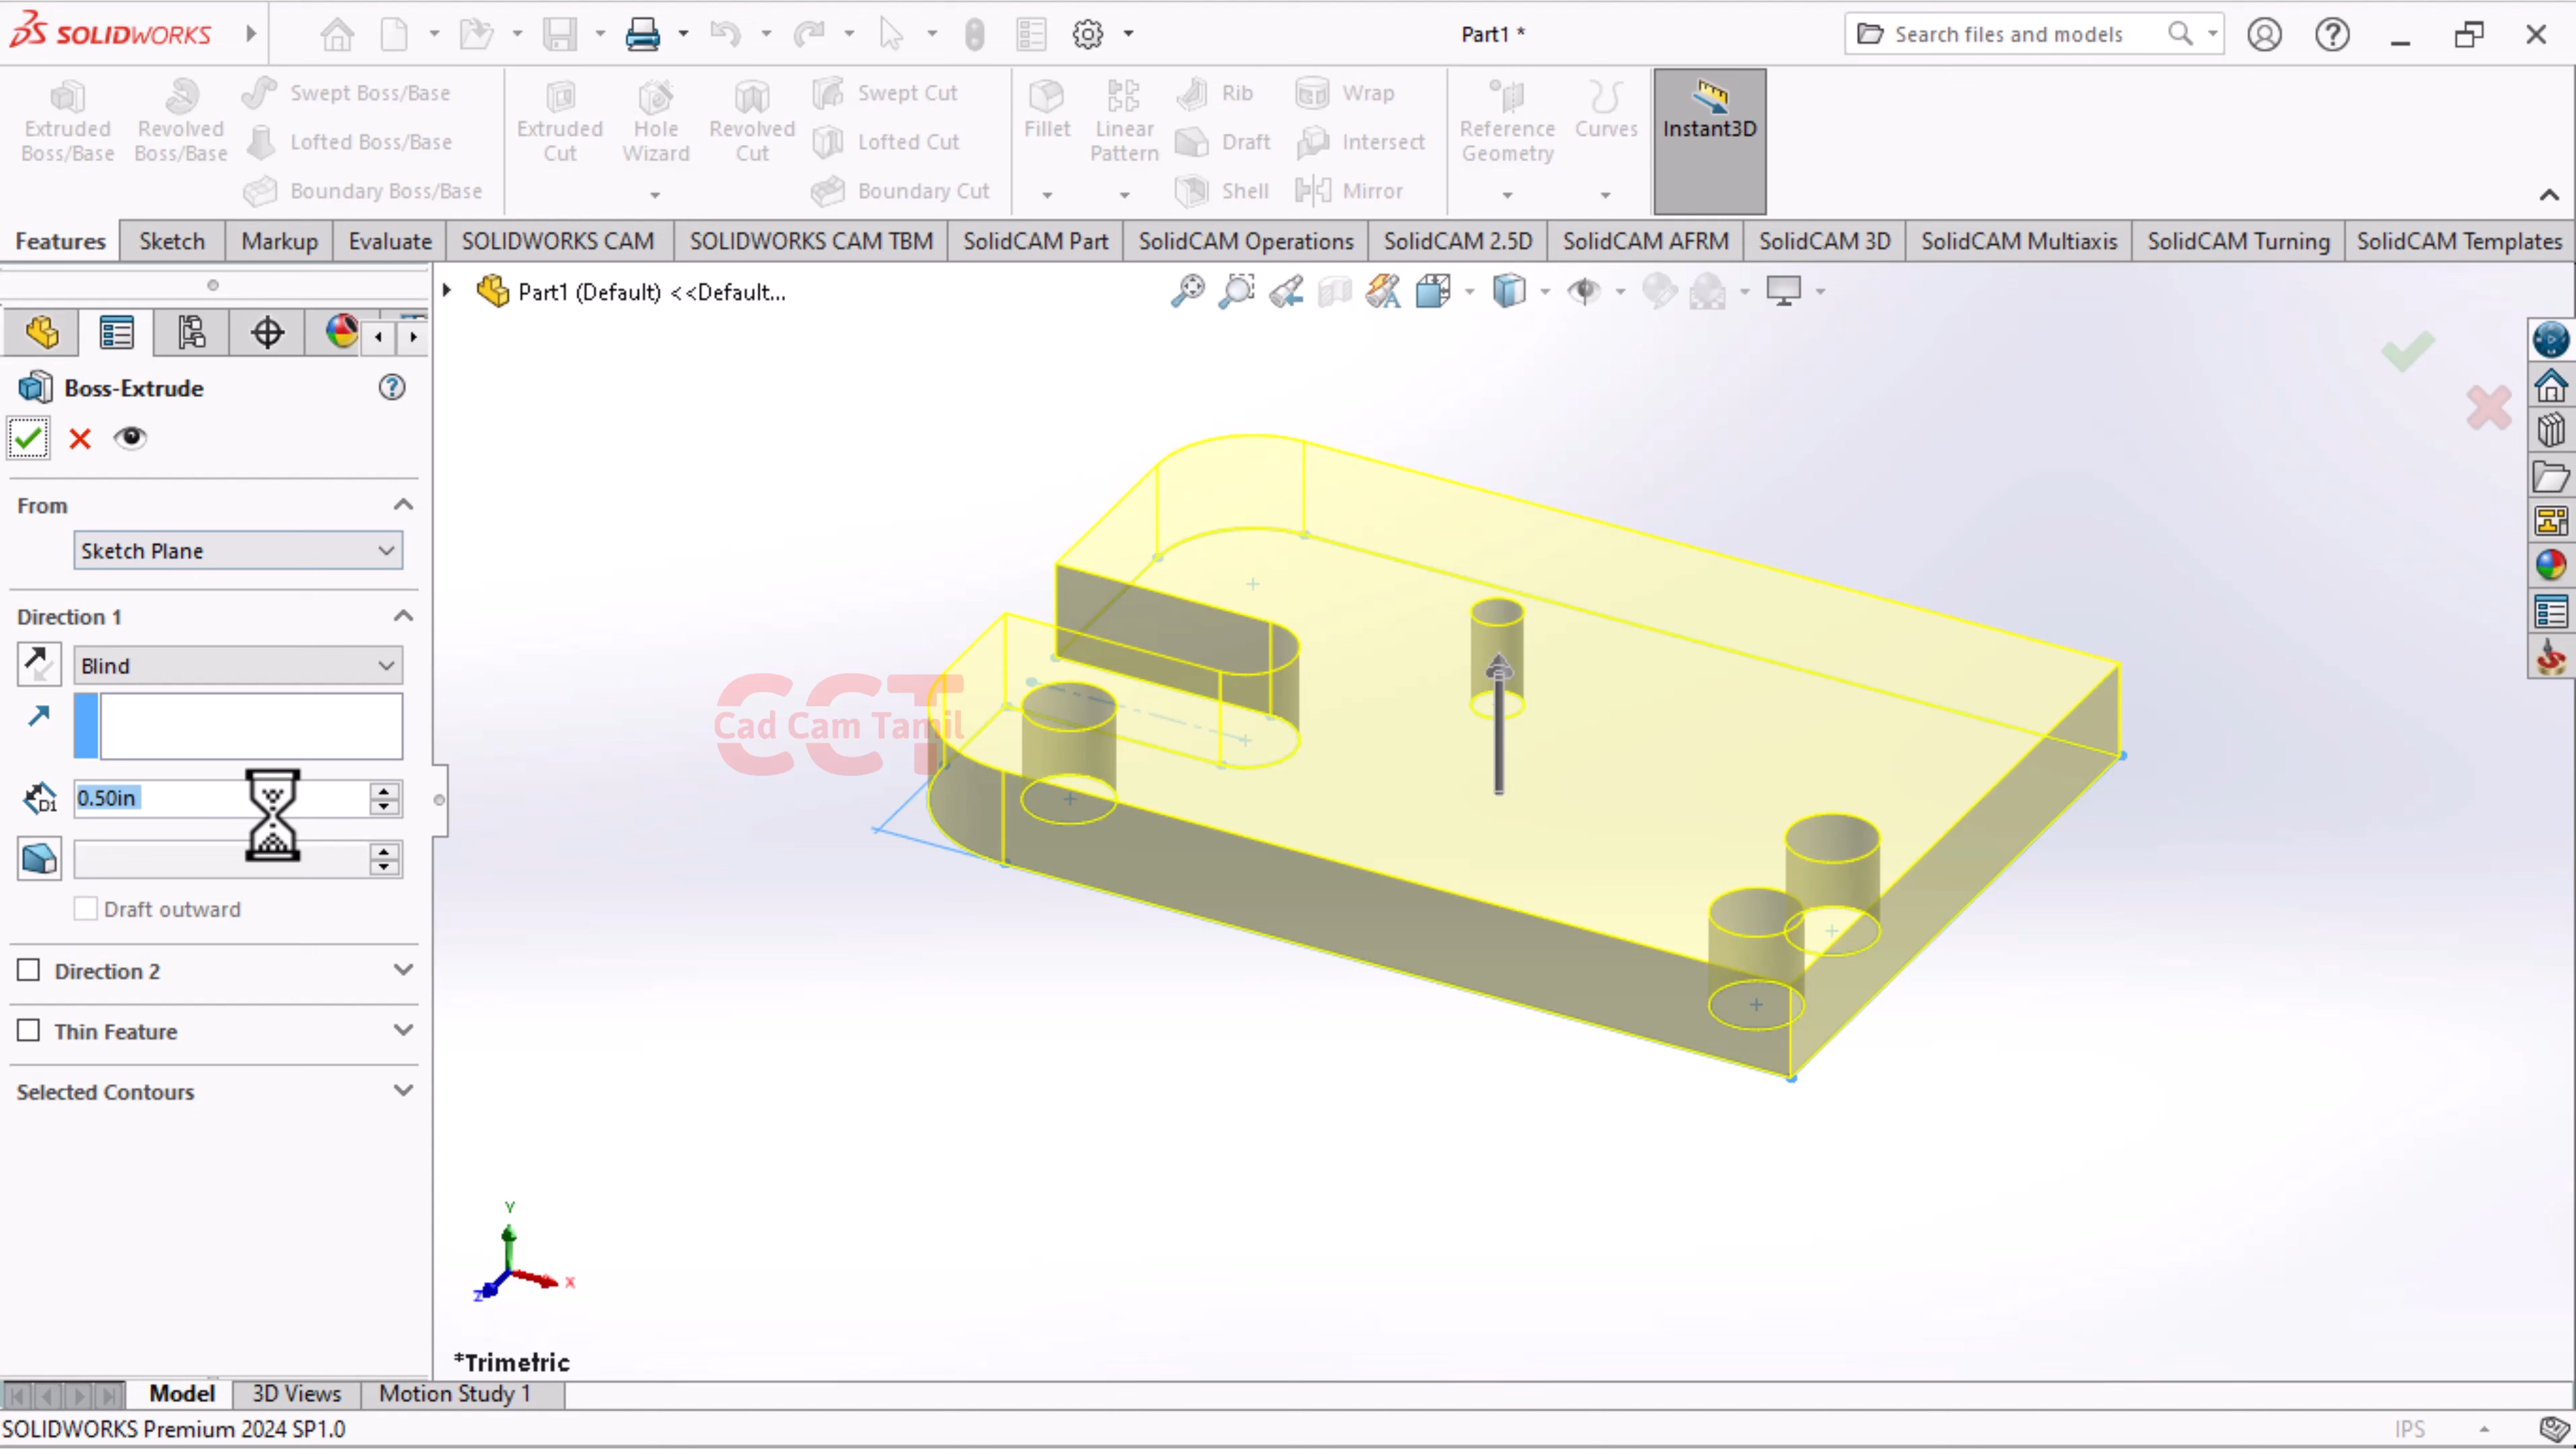 SOLIDWORKS
Part1 *
Search files and models
Extruded Boss/Base
Revolved Boss/Base
Swept Boss/Base
Lofted Boss/Base
Boundary Boss/Base
Extruded Cut
Hole Wizard
Revolved Cut
Swept Cut
Lofted Cut
Boundary Cut
Fillet
Linear Pattern
Rib
Draft
Shell
Wrap
Intersect
Mirror
Reference Geometry
Curves
Instant3D
Features
Sketch
Markup
Evaluate
SOLIDWORKS CAM
SOLIDWORKS CAM TBM
SolidCAM Part
SolidCAM Operations
SolidCAM 2.5D
SolidCAM AFRM
SolidCAM 3D
SolidCAM Multiaxis
SolidCAM Turning
SolidCAM Templates
Part1 (Default) <<Default...
Boss-Extrude
From
Sketch Plane
Direction 1
Blind
D1
0.50in
Draft outward
Direction 2
Thin Feature
Selected Contours
CCT
Cad Cam Tamil
Y
X
Z
*Trimetric
Model
3D Views
Motion Study 1
SOLIDWORKS Premium 2024 SP1.0
IPS